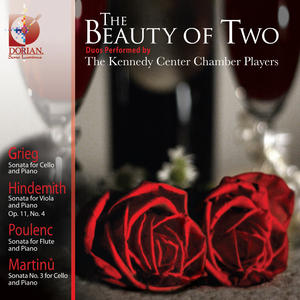 THE
BEAUTY OF TWO
Duos Performed by
The Kennedy Center Chamber Players
DORIAN
Sono Luminus
Grieg
Sonata for Cello
and Piano
Hindemith
Sonata for Viola
and Piano
Op. 11, No. 4
Poulenc
Sonata for Flute
and Piano
Martinů
Sonata No. 3 for Cello
and Piano